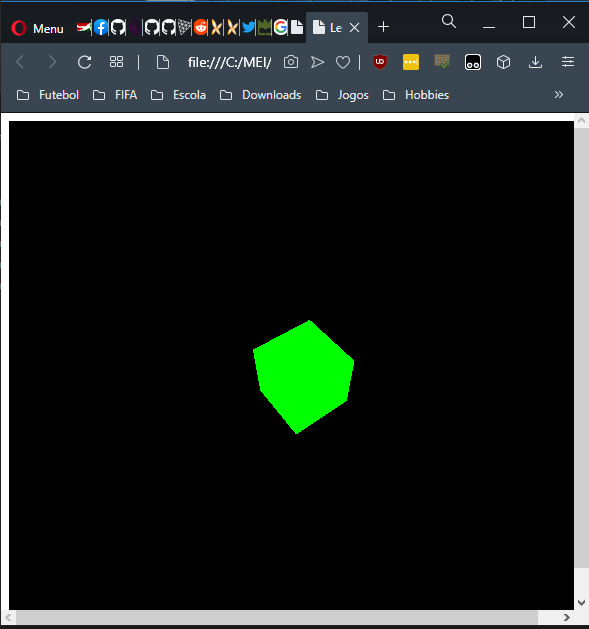 Menu
Le
file:///C:/MEI/
Futebol
FIFA
Escola
Downloads
Jogos
Hobbies